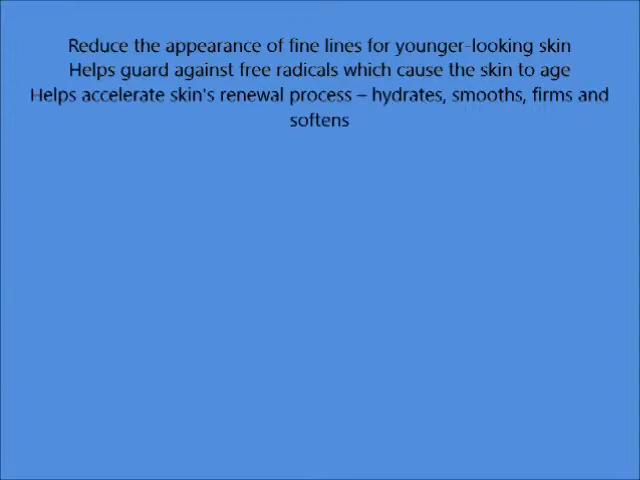 Reduce the appearance of fine lines for younger-looking skin
Helps guard against free radicals which cause the skin to age
Helps accelerate skin's renewal process – hydrates, smooths, firms and
softens